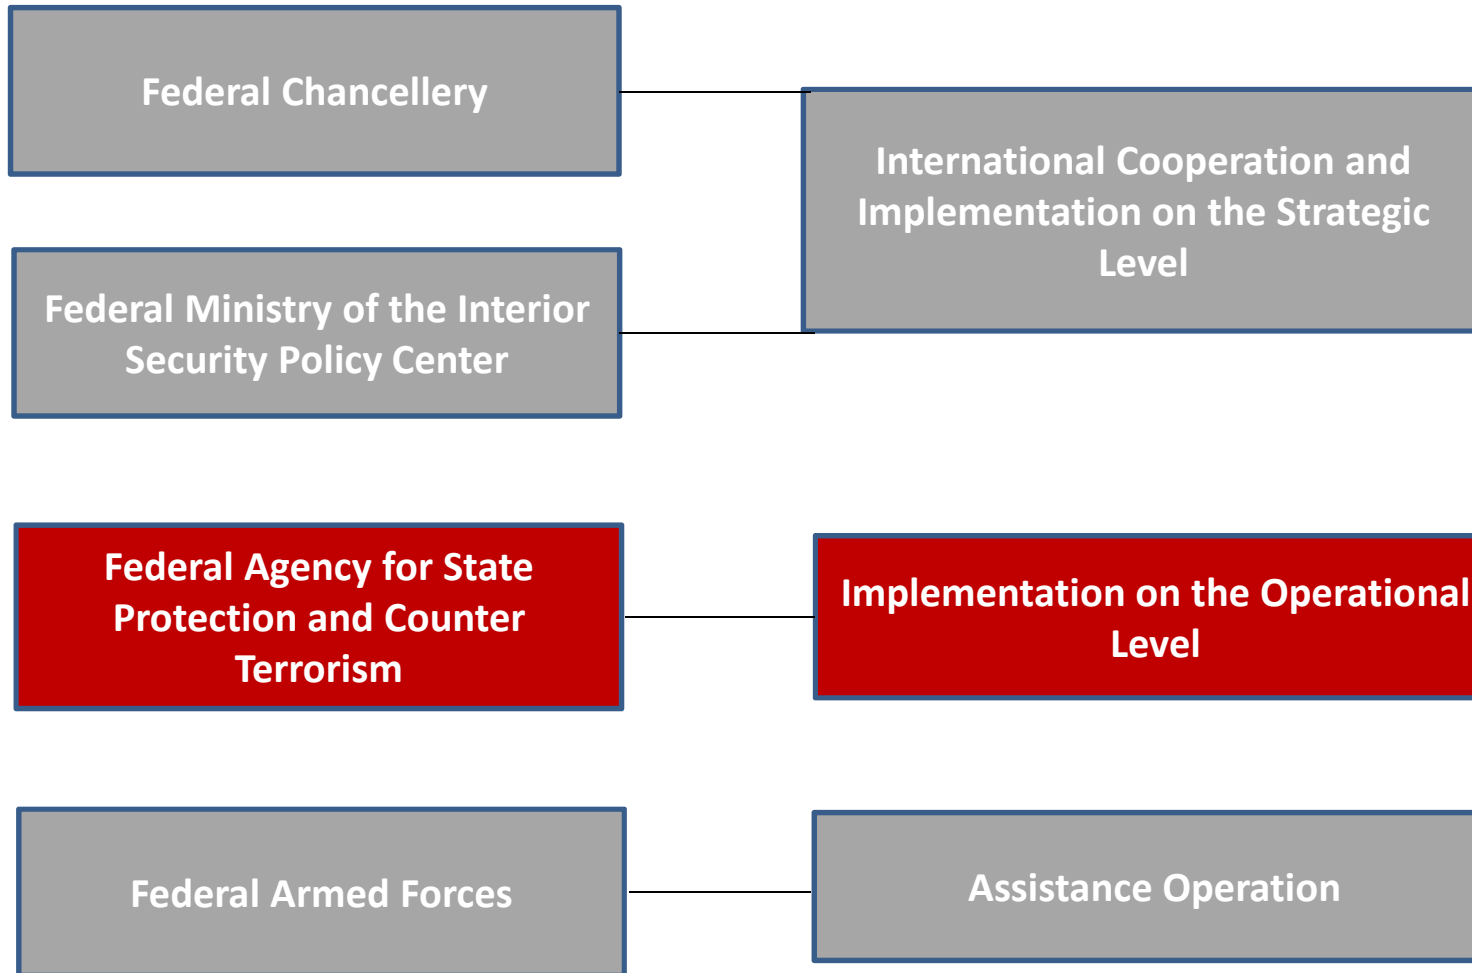 Federal Chancellery
International Cooperation and
Implementation on the Strategic
Level
Federal Ministry of the Interior
Security Policy Center
Federal Agency for State
Protection and Counter
Terrorism
Implementation on the Operational
Level
Federal Armed Forces
Assistance Operation